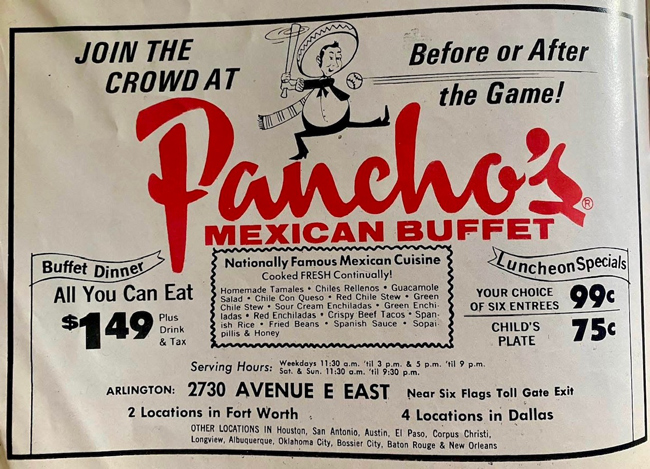 JOIN THE
CROWD AT
Before or After
the Game!
Pancho's®
MEXICAN BUFFET
Buffet Dinner
All You Can Eat
$1.49 Plus Drink & Tax
Nationally Famous Mexican Cuisine
Cooked FRESH Continually!
Homemade Tamales • Chiles Rellenos • Guacamole
Salad • Chile Con Queso • Red Chile Stew • Green
Chile Stew • Sour Cream Enchiladas • Green Enchi-
ladas • Red Enchiladas • Crispy Beef Tacos • Span-
ish Rice • Fried Beans • Spanish Sauce • Sopai-
pillis & Honey
Luncheon Specials
YOUR CHOICE
OF SIX ENTREES 99¢
CHILD'S
PLATE 75¢
Serving Hours: Weekdays 11:30 a.m. 'til 3 p.m. & 5 p.m. 'til 9 p.m.
Sat. & Sun. 11:30 a.m. 'til 9:30 p.m.
ARLINGTON: 2730 AVENUE E EAST Near Six Flags Toll Gate Exit
2 Locations in Fort Worth 4 Locations in Dallas
OTHER LOCATIONS IN Houston, San Antonio, Austin, El Paso, Corpus Christi,
Longview, Albuquerque, Oklahoma City, Bossier City, Baton Rouge & New Orleans